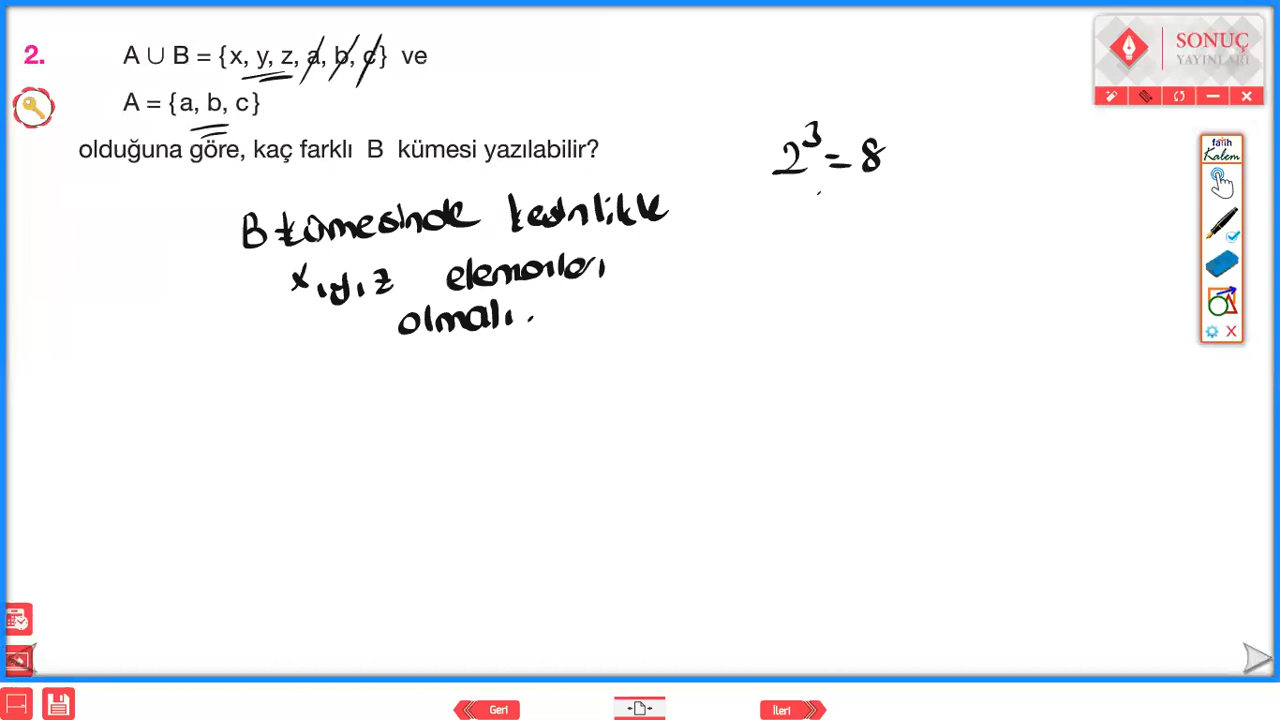 2. A ∪ B = {x, y, z, a, b, c} ve
A = {a, b, c}
olduğuna göre, kaç farklı B kümesi yazılabilir?
2³ = 8
B kümesinde kesinlikle
x, y, z elemanları
olmalı.
SONUÇ
YAYINLARI
fatih
Kalem
Geri
İleri